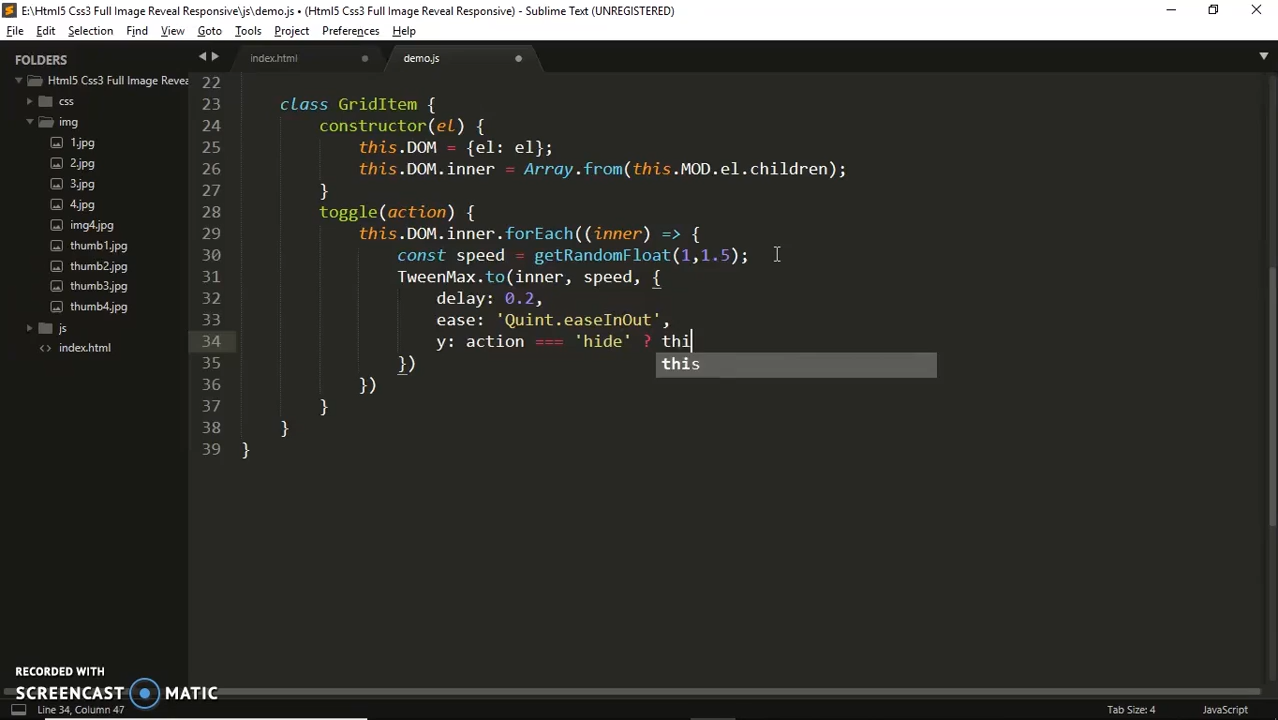 E:\Html5 Css3 Full Image Reveal Responsive\js\demo.js • (Html5 Css3 Full Image Reveal Responsive) - Sublime Text (UNREGISTERED)
File Edit Selection Find View Goto Tools Project Preferences Help
FOLDERS
Html5 Css3 Full Image Revea
css
img
1.jpg
2.jpg
3.jpg
4.jpg
img4.jpg
thumb1.jpg
thumb2.jpg
thumb3.jpg
thumb4.jpg
js
index.html
index.html demo.js
22
23 class GridItem {
24 constructor(el) {
25 this.DOM = {el: el};
26 this.DOM.inner = Array.from(this.MOD.el.children);
27 }
28 toggle(action) {
29 this.DOM.inner.forEach((inner) => {
30 const speed = getRandomFloat(1,1.5);
31 TweenMax.to(inner, speed, {
32 delay: 0.2,
33 ease: 'Quint.easeInOut',
34 y: action === 'hide' ? thi
this
35 })
36 })
37 }
38 }
39 }
RECORDED WITH
SCREENCAST MATIC
Line 34, Column 47 Tab Size: 4 JavaScript